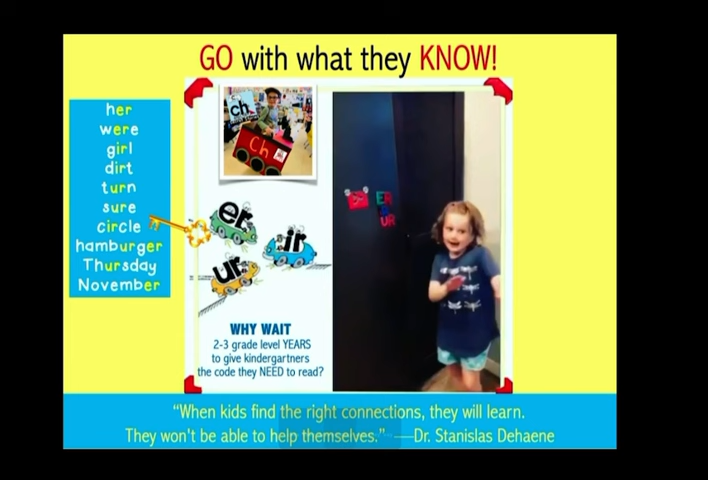 GO with what they KNOW!
her
were
girl
dirt
turn
sure
circle
hamburger
Thursday
November
ch
Ch
er
ir
ur
WHY WAIT
2-3 grade level YEARS
to give kindergartners
the code they NEED to read?
ER
UR
"When kids find the right connections, they will learn.
They won't be able to help themselves." —Dr. Stanislas Dehaene